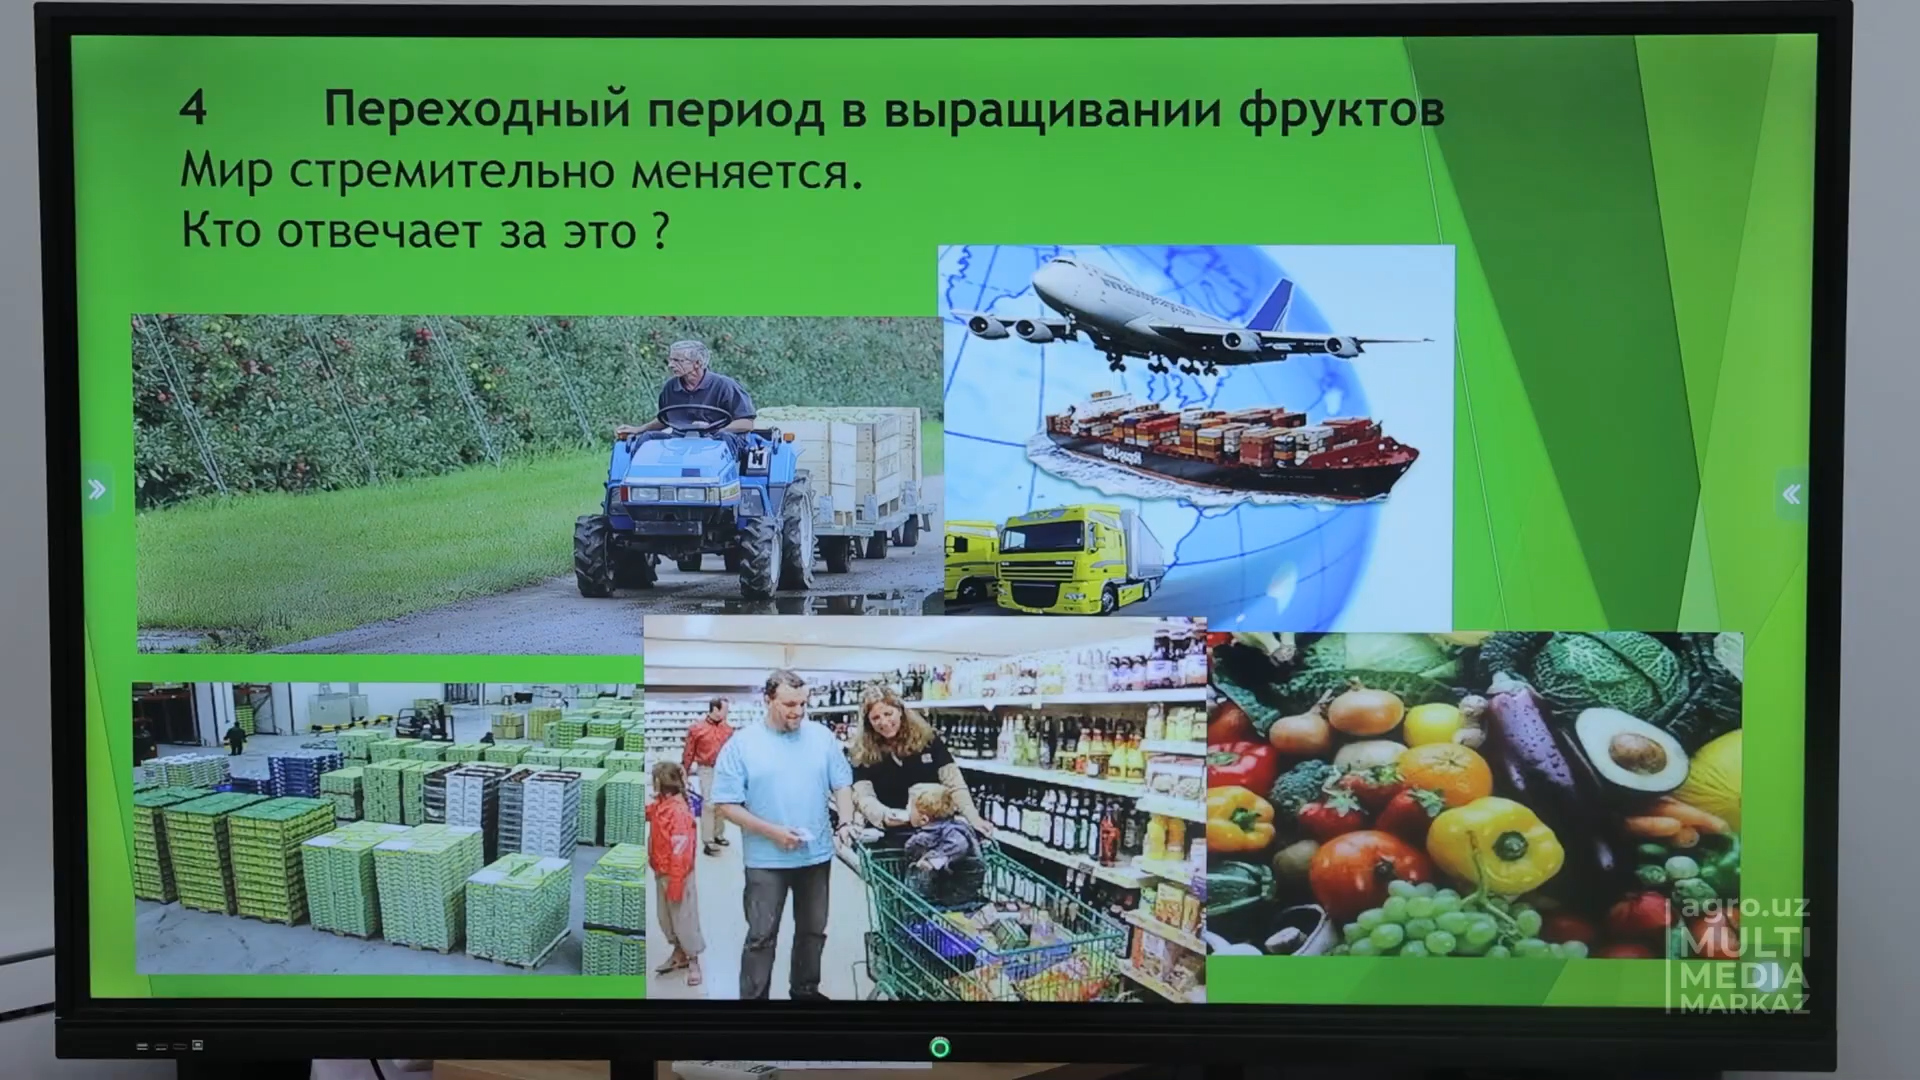 4 Переходный период в выращивании фруктов
Мир стремительно меняется.
Кто отвечает за это ?
agro.uz
MULTI
MEDIA
MARKAZ